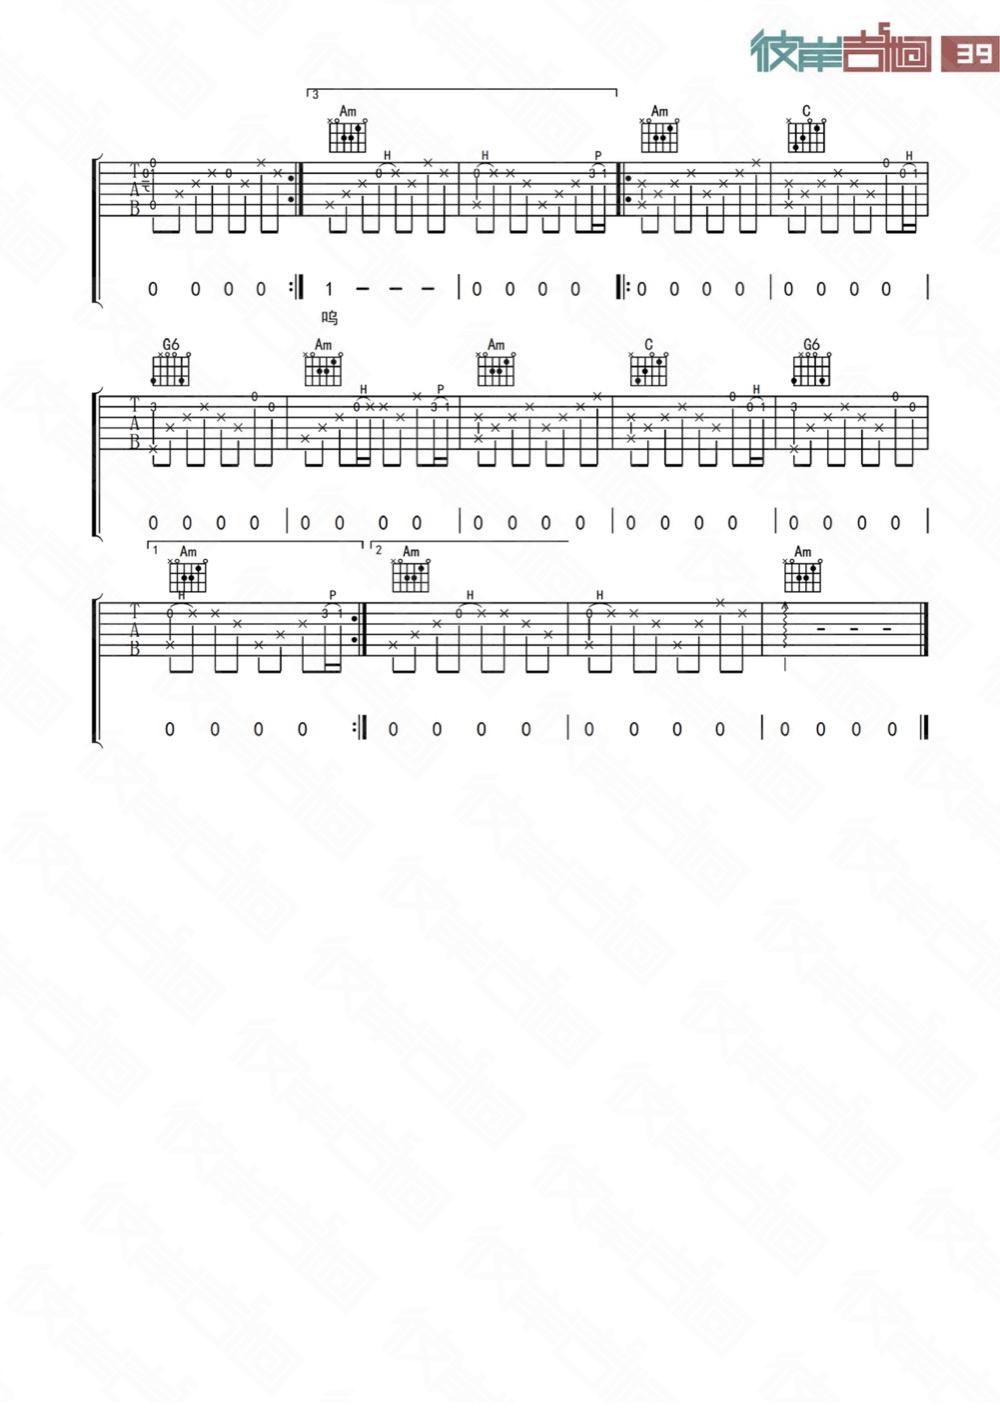 彼岸吉他 39
3
Am Am C
H H P H
0 0 0 0 1 - - - 0 0 0 0 0 0 0 0 0 0 0 0
呜
G6 Am Am C G6
H P H
0 0 0 0 0 0 0 0 0 0 0 0 0 0 0 0 0 0 0 0
1 2
Am Am Am
H P H H
0 0 0 0 0 0 0 0 0 0 0 0 0 0 0 0